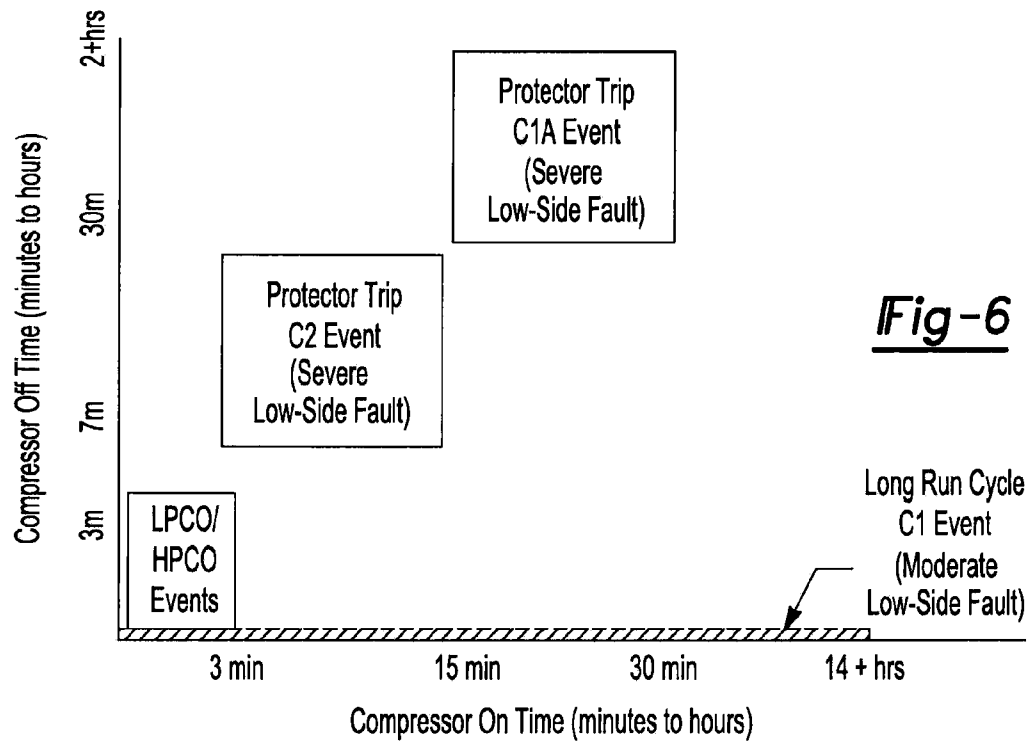 2+hrs
30m
7m
3m
Compressor Off Time (minutes to hours)
Protector Trip
C1A Event
(Severe
Low-Side Fault)
Protector Trip
C2 Event
(Severe
Low-Side Fault)
Fig-6
LPCO/
HPCO
Events
Long Run Cycle
C1 Event
(Moderate
Low-Side Fault)
3 min
15 min
30 min
14 + hrs
Compressor On Time (minutes to hours)